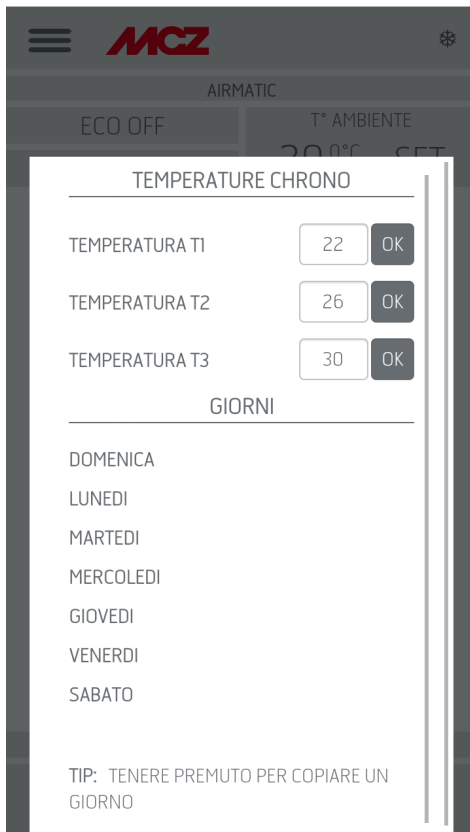 MCZ
AIRMATIC
ECO OFF
T° AMBIENTE
SET
TEMPERATURE CHRONO
TEMPERATURA T1
22
OK
TEMPERATURA T2
26
OK
TEMPERATURA T3
30
OK
GIORNI
DOMENICA
LUNEDI
MARTEDI
MERCOLEDI
GIOVEDI
VENERDI
SABATO
TIP: TENERE PREMUTO PER COPIARE UN
GIORNO